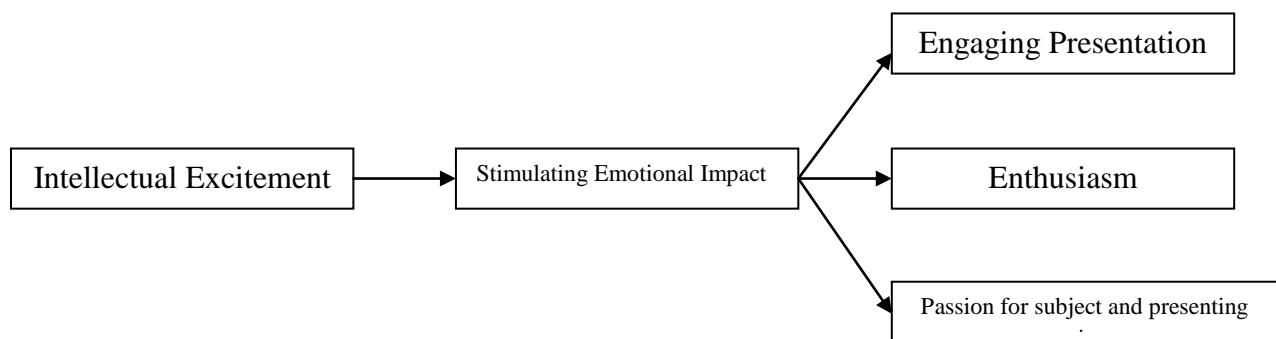 Engaging Presentation
Intellectual Excitement
Stimulating Emotional Impact
Enthusiasm
Passion for subject and presenting